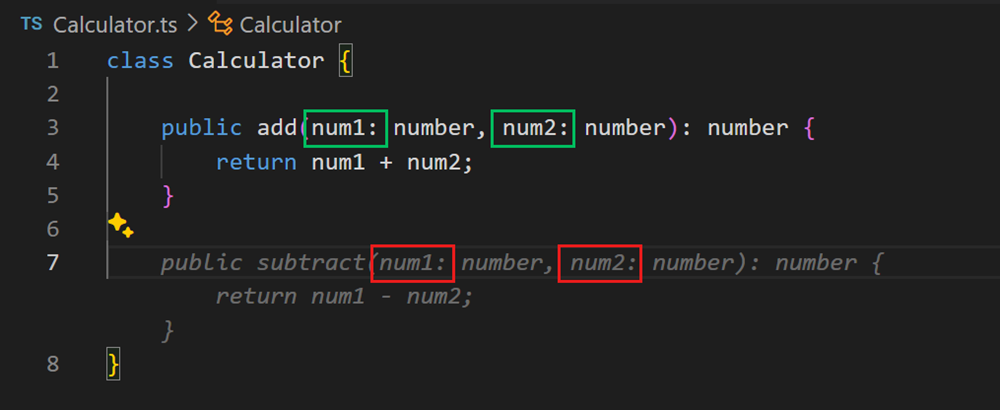 TS Calculator.ts > Calculator
1 class Calculator {
2
3 public add(num1: number, num2: number): number {
4 return num1 + num2;
5 }
6
7 public subtract(num1: number, num2: number): number {
return num1 - num2;
}
8 }